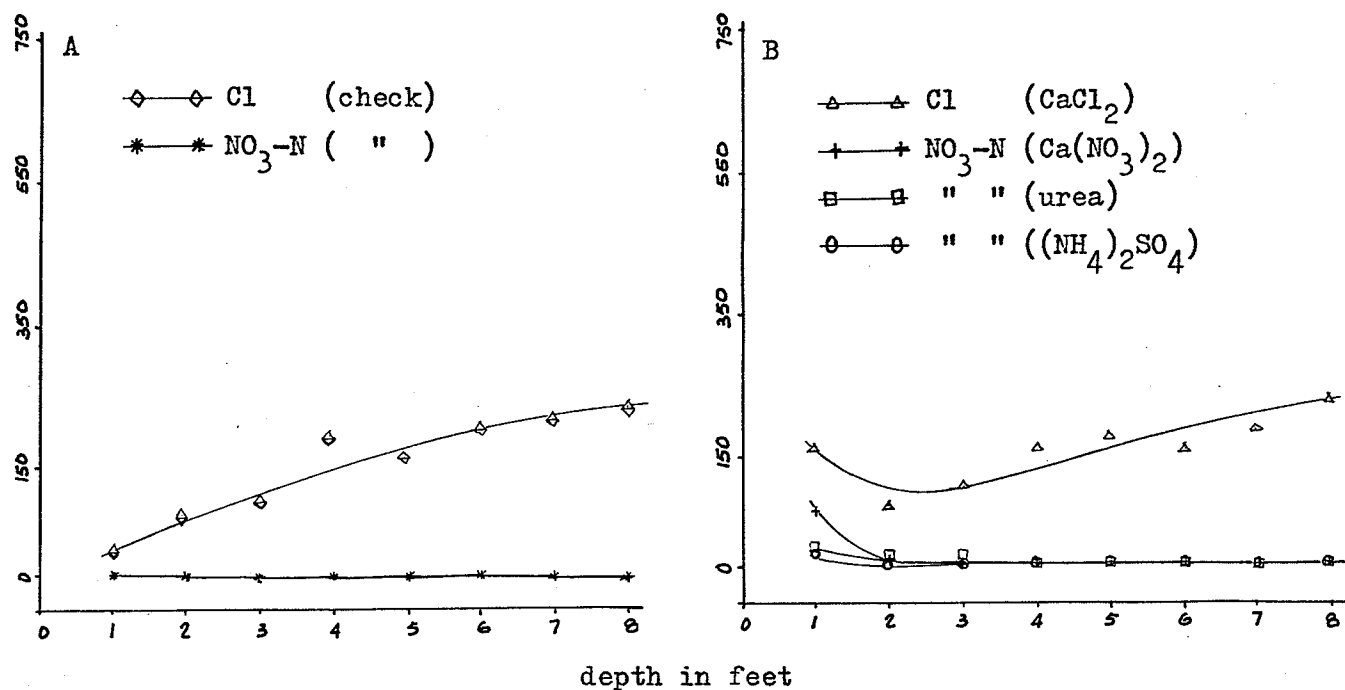 A
Cl (check)
NO3-N ( " )
750
550
350
150
0
0 1 2 3 4 5 6 7 8
B
Cl (CaCl2)
NO3-N (Ca(NO3)2)
" " (urea)
" " ((NH4)2SO4)
750
550
350
150
0
0 1 2 3 4 5 6 7 8
depth in feet